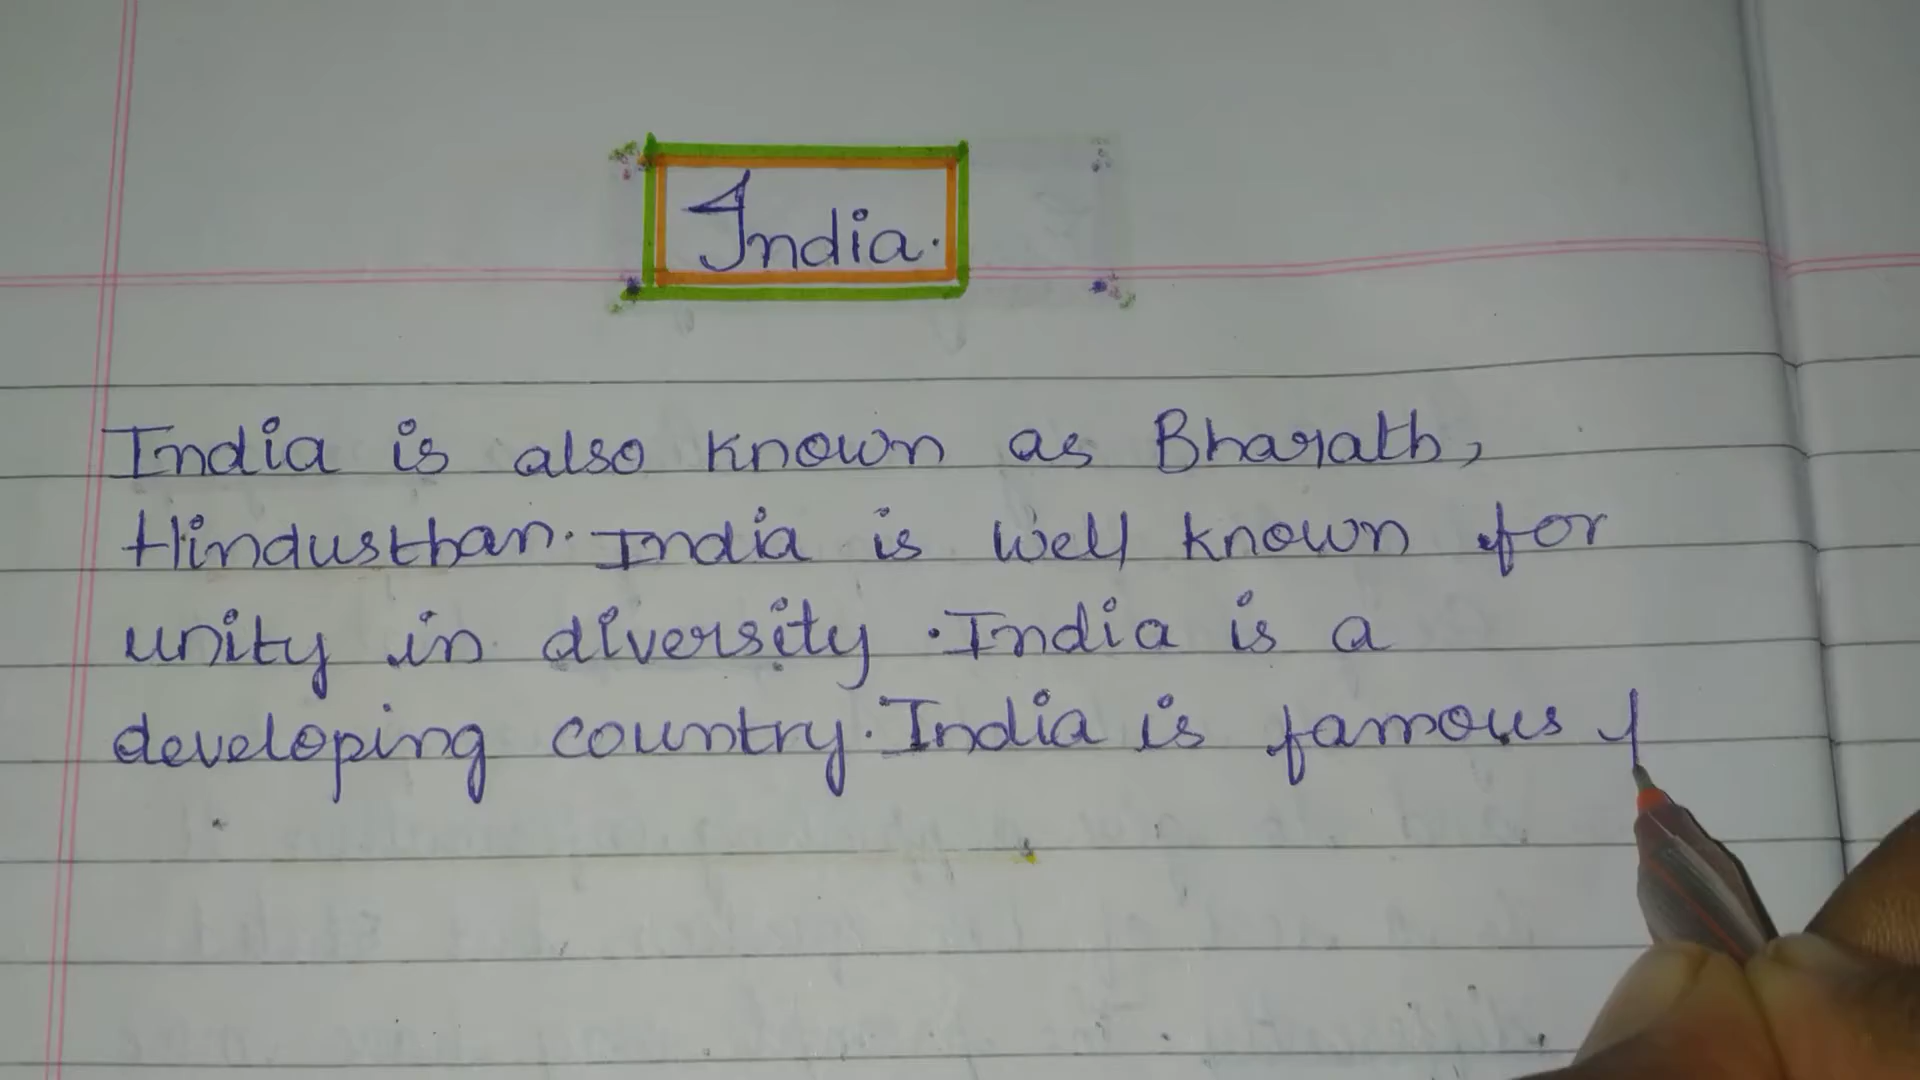 India.
India is also known as Bharath,
Hindusthan. India is well known for
unity in diversity. India is a
developing country. India is famous f